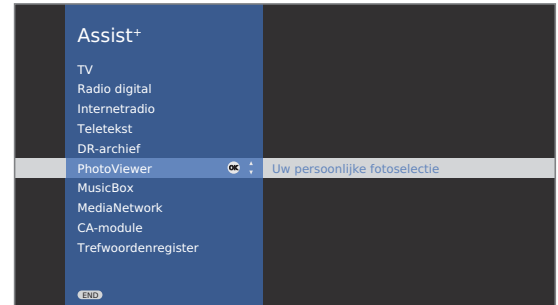 Assist+
TV
Radio digital
Internetradio
Teletekst
DR-archief
PhotoViewer OK Uw persoonlijke fotoselectie
MusicBox
MediaNetwork
CA-module
Trefwoordenregister
END